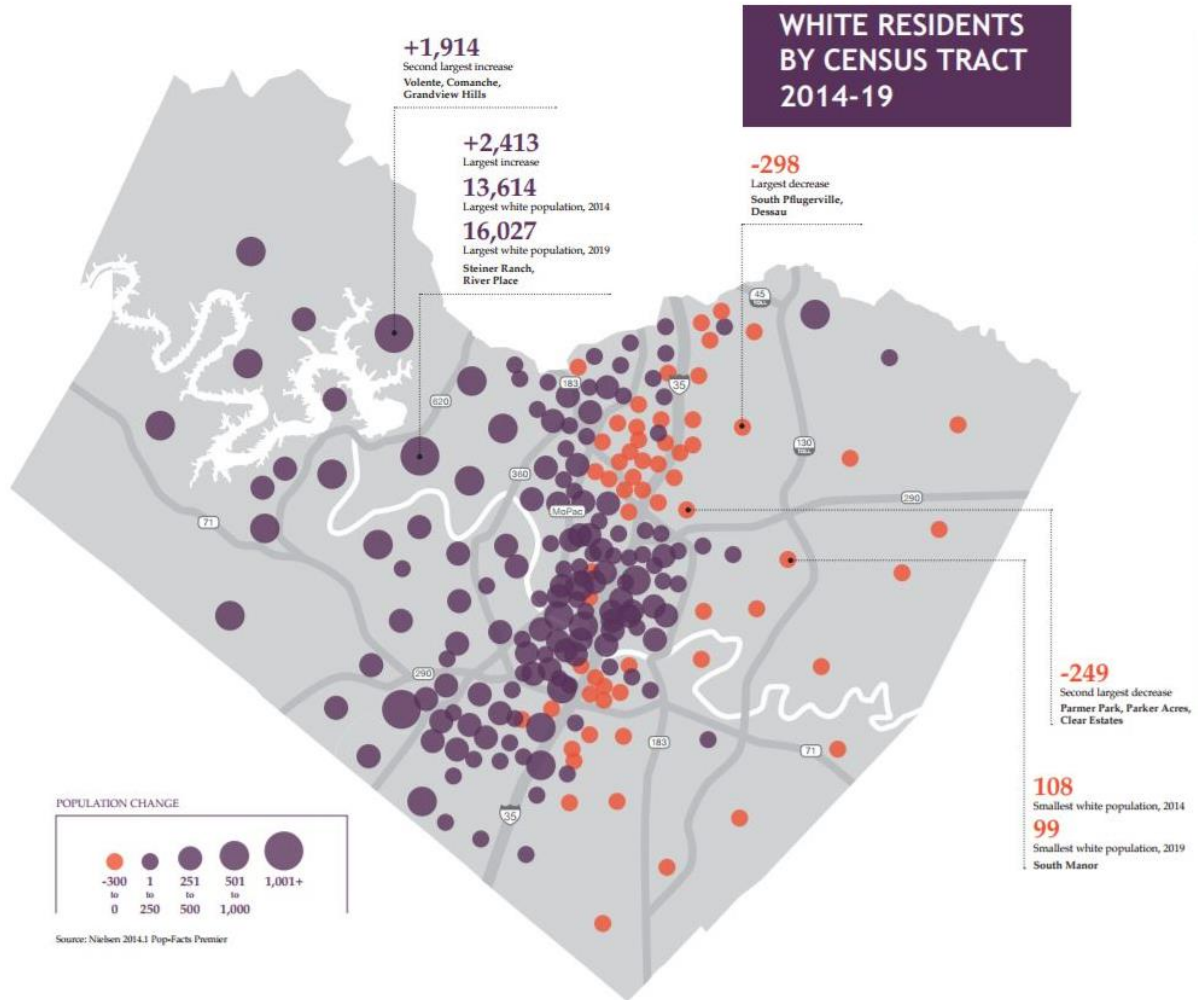 WHITE RESIDENTS
BY CENSUS TRACT
2014-19
+1,914
Second largest increase
Volente, Comanche,
Grandview Hills
+2,413
Largest increase
13,614
Largest white population, 2014
16,027
Largest white population, 2019
Steiner Ranch,
River Place
-298
Largest decrease
South Pflugerville,
Dessau
45
TOLL
183
35
620
130
TOLL
360
290
MoPac
71
290
183
71
35
-249
Second largest decrease
Parmer Park, Parker Acres,
Clear Estates
108
Smallest white population, 2014
99
Smallest white population, 2019
South Manor
POPULATION CHANGE
-300 1 251 501 1,001+
to to to to
0 250 500 1,000
Source: Nielsen 2014.1 Pop-Facts Premier